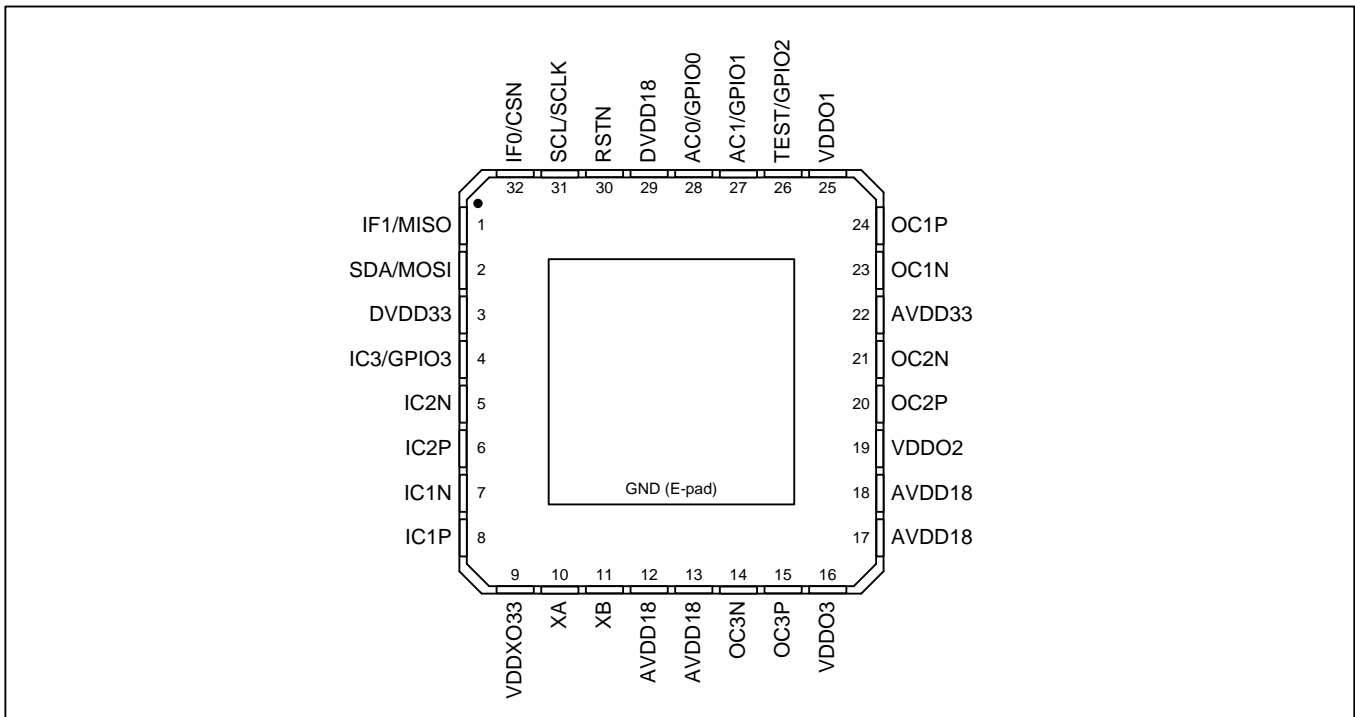 IF0/CSN
SCL/SCLK
RSTN
DVDD18
AC0/GPIO0
AC1/GPIO1
TEST/GPIO2
VDDO1
32 31 30 29 28 27 26 25
IF1/MISO 1 24 OC1P
SDA/MOSI 2 23 OC1N
DVDD33 3 22 AVDD33
IC3/GPIO3 4 21 OC2N
IC2N 5 20 OC2P
IC2P 6 19 VDDO2
IC1N 7 GND (E-pad) 18 AVDD18
IC1P 8 17 AVDD18
9 10 11 12 13 14 15 16
VDDXO33
XA
XB
AVDD18
AVDD18
OC3N
OC3P
VDDO3